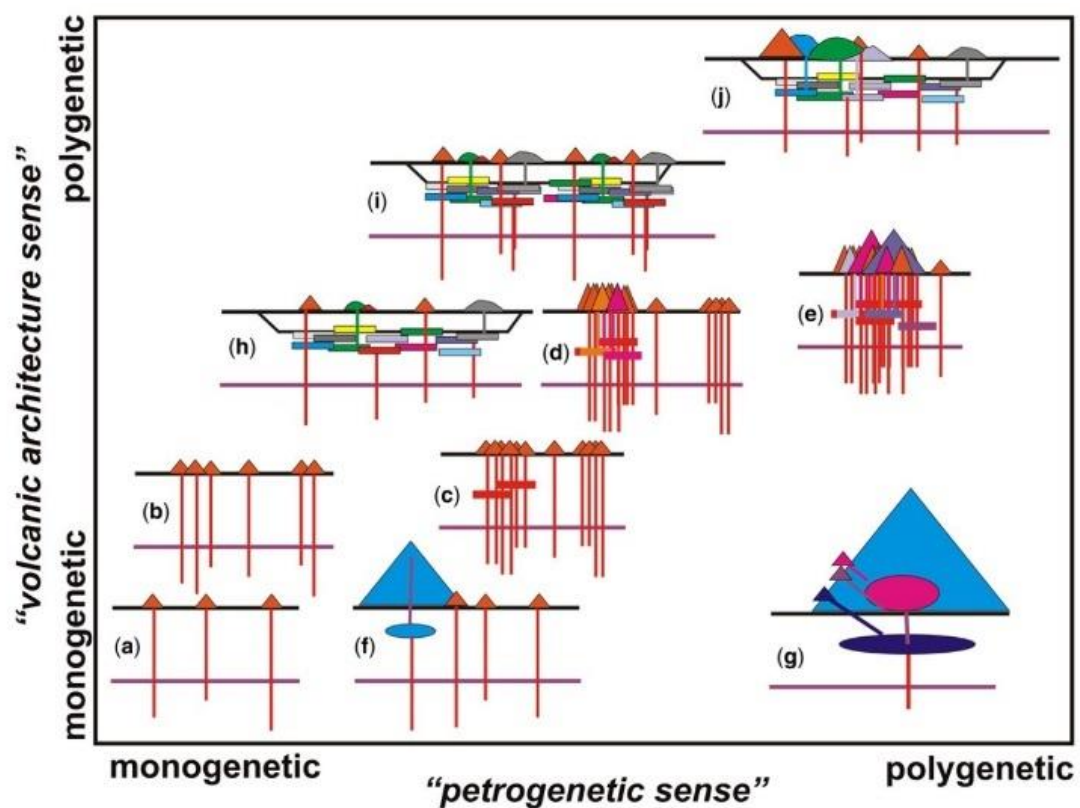 polygenetic
"volcanic architecture sense"
monogenetic
(j)
(i)
(e)
(h)
(d)
(b)
(c)
(a)
(f)
(g)
monogenetic
"petrogenetic sense"
polygenetic